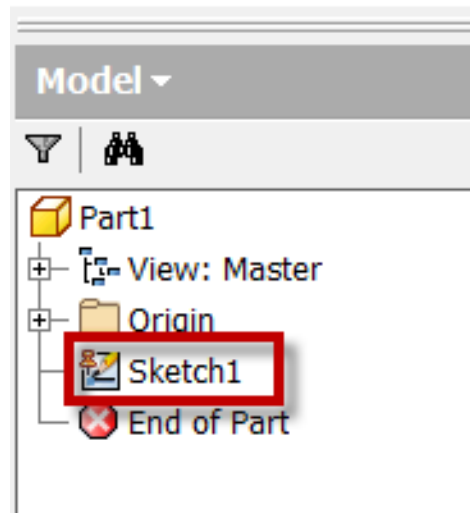 Model
Part1
View: Master
Origin
Sketch1
End of Part